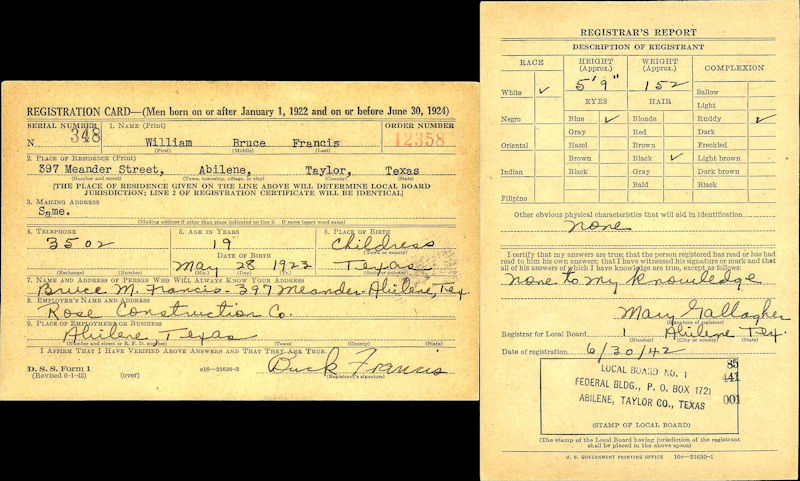 REGISTRATION CARD—(Men born on or after January 1, 1922 and on or before June 30, 1924)
SERIAL NUMBER 1. NAME (Print) ORDER NUMBER
N 348 William Bruce Francis 12358
(First) (Middle) (Last)
2. PLACE OF RESIDENCE (Print)
397 Meander Street, Abilene, Taylor, Texas
(Number and street) (Town, township, village, or city) (County) (State)
[THE PLACE OF RESIDENCE GIVEN ON THE LINE ABOVE WILL DETERMINE LOCAL BOARD
JURISDICTION; LINE 2 OF REGISTRATION CERTIFICATE WILL BE IDENTICAL]
3. MAILING ADDRESS
Same.
(Mailing address if other than place indicated on line 2. If same insert word same)
4. TELEPHONE 5. AGE IN YEARS 6. PLACE OF BIRTH
3502 19 Childress
(Town or county)
DATE OF BIRTH
May 28 1923 Texas
(Exchange) (Number) (Mo.) (Day) (Yr.) (State or country)
7. NAME AND ADDRESS OF PERSON WHO WILL ALWAYS KNOW YOUR ADDRESS
Bruce M. Francis - 397 Meander - Abilene, Tex
8. EMPLOYER'S NAME AND ADDRESS
Rose Construction Co.
9. PLACE OF EMPLOYMENT OR BUSINESS
Abilene, Texas
(Number and street or R. F. D. number) (Town) (County) (State)
I AFFIRM THAT I HAVE VERIFIED ABOVE ANSWERS AND THAT THEY ARE TRUE.
Buck Francis
D. S. S. Form 1
(Revised 6-1-42) (over) 16—21630-2 (Registrant's signature)
REGISTRAR'S REPORT
DESCRIPTION OF REGISTRANT
RACE HEIGHT (Approx.) WEIGHT (Approx.) COMPLEXION
5'9" 152
White ✓ Sallow
EYES HAIR Light
Negro Blue ✓ Blonde Ruddy ✓
Gray Red Dark
Oriental Hazel Brown Freckled
Brown Black ✓ Light brown
Indian Black Gray Dark brown
Bald Black
Filipino
Other obvious physical characteristics that will aid in identification
none
I certify that my answers are true; that the person registered has read or has had
read to him his own answers; that I have witnessed his signature or mark and that
all of his answers of which I have knowledge are true, except as follows:
none to my knowledge
Mary Gallagher
(Signature of registrar)
Registrar for Local Board 1 Abilene Tex.
(Number) (City or county) (State)
Date of registration 6/30/42
LOCAL BOARD NO. 1 85
FEDERAL BLDG., P. O. BOX 1721 441
ABILENE, TAYLOR CO., TEXAS 001
(STAMP OF LOCAL BOARD)
(The stamp of the Local Board having jurisdiction of the registrant
shall be placed in the above space)
U. S. GOVERNMENT PRINTING OFFICE 16—21630-1